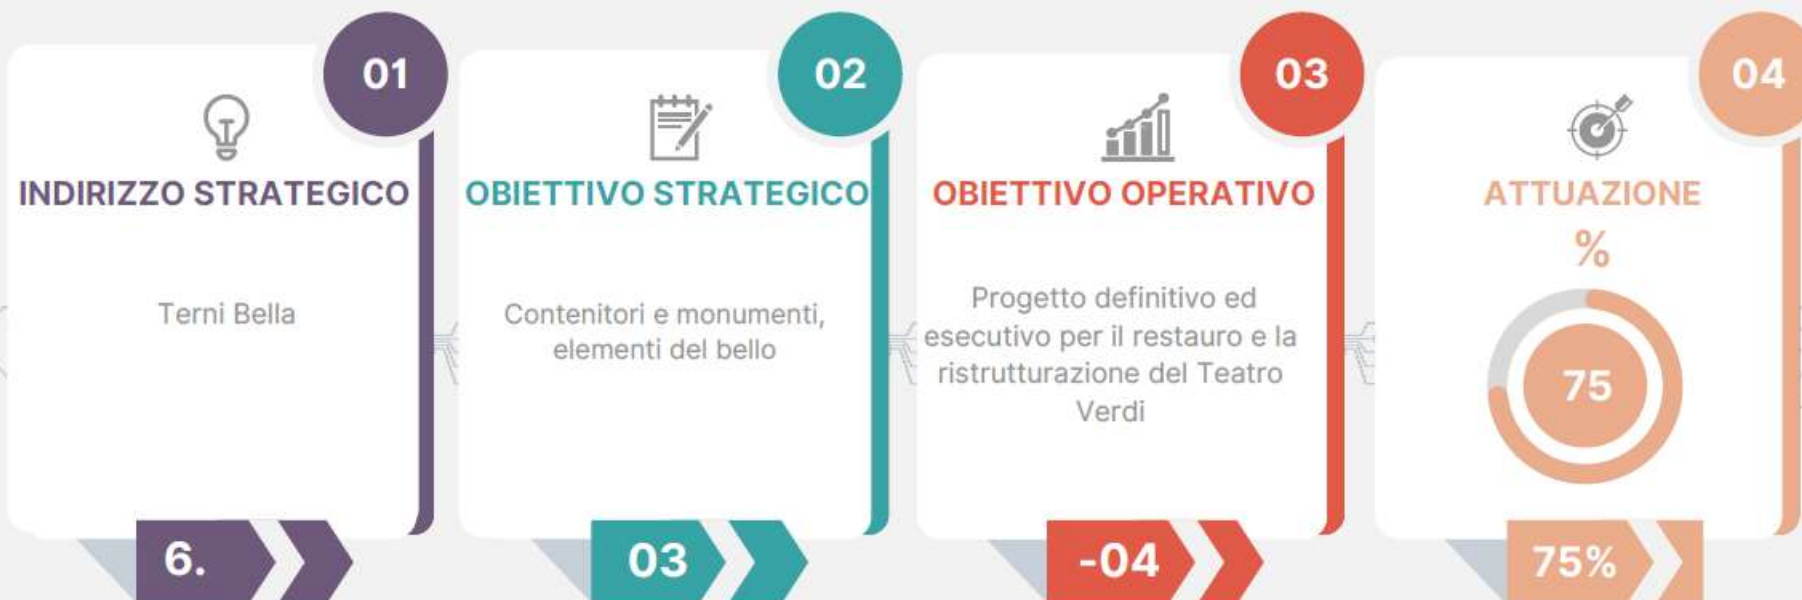 01
INDIRIZZO STRATEGICO
Terni Bella
6.
02
OBIETTIVO STRATEGICO
Contenitori e monumenti,
elementi del bello
03
03
OBIETTIVO OPERATIVO
Progetto definitivo ed
esecutivo per il restauro e la
ristrutturazione del Teatro
Verdi
-04
04
ATTUAZIONE
%
75
75%